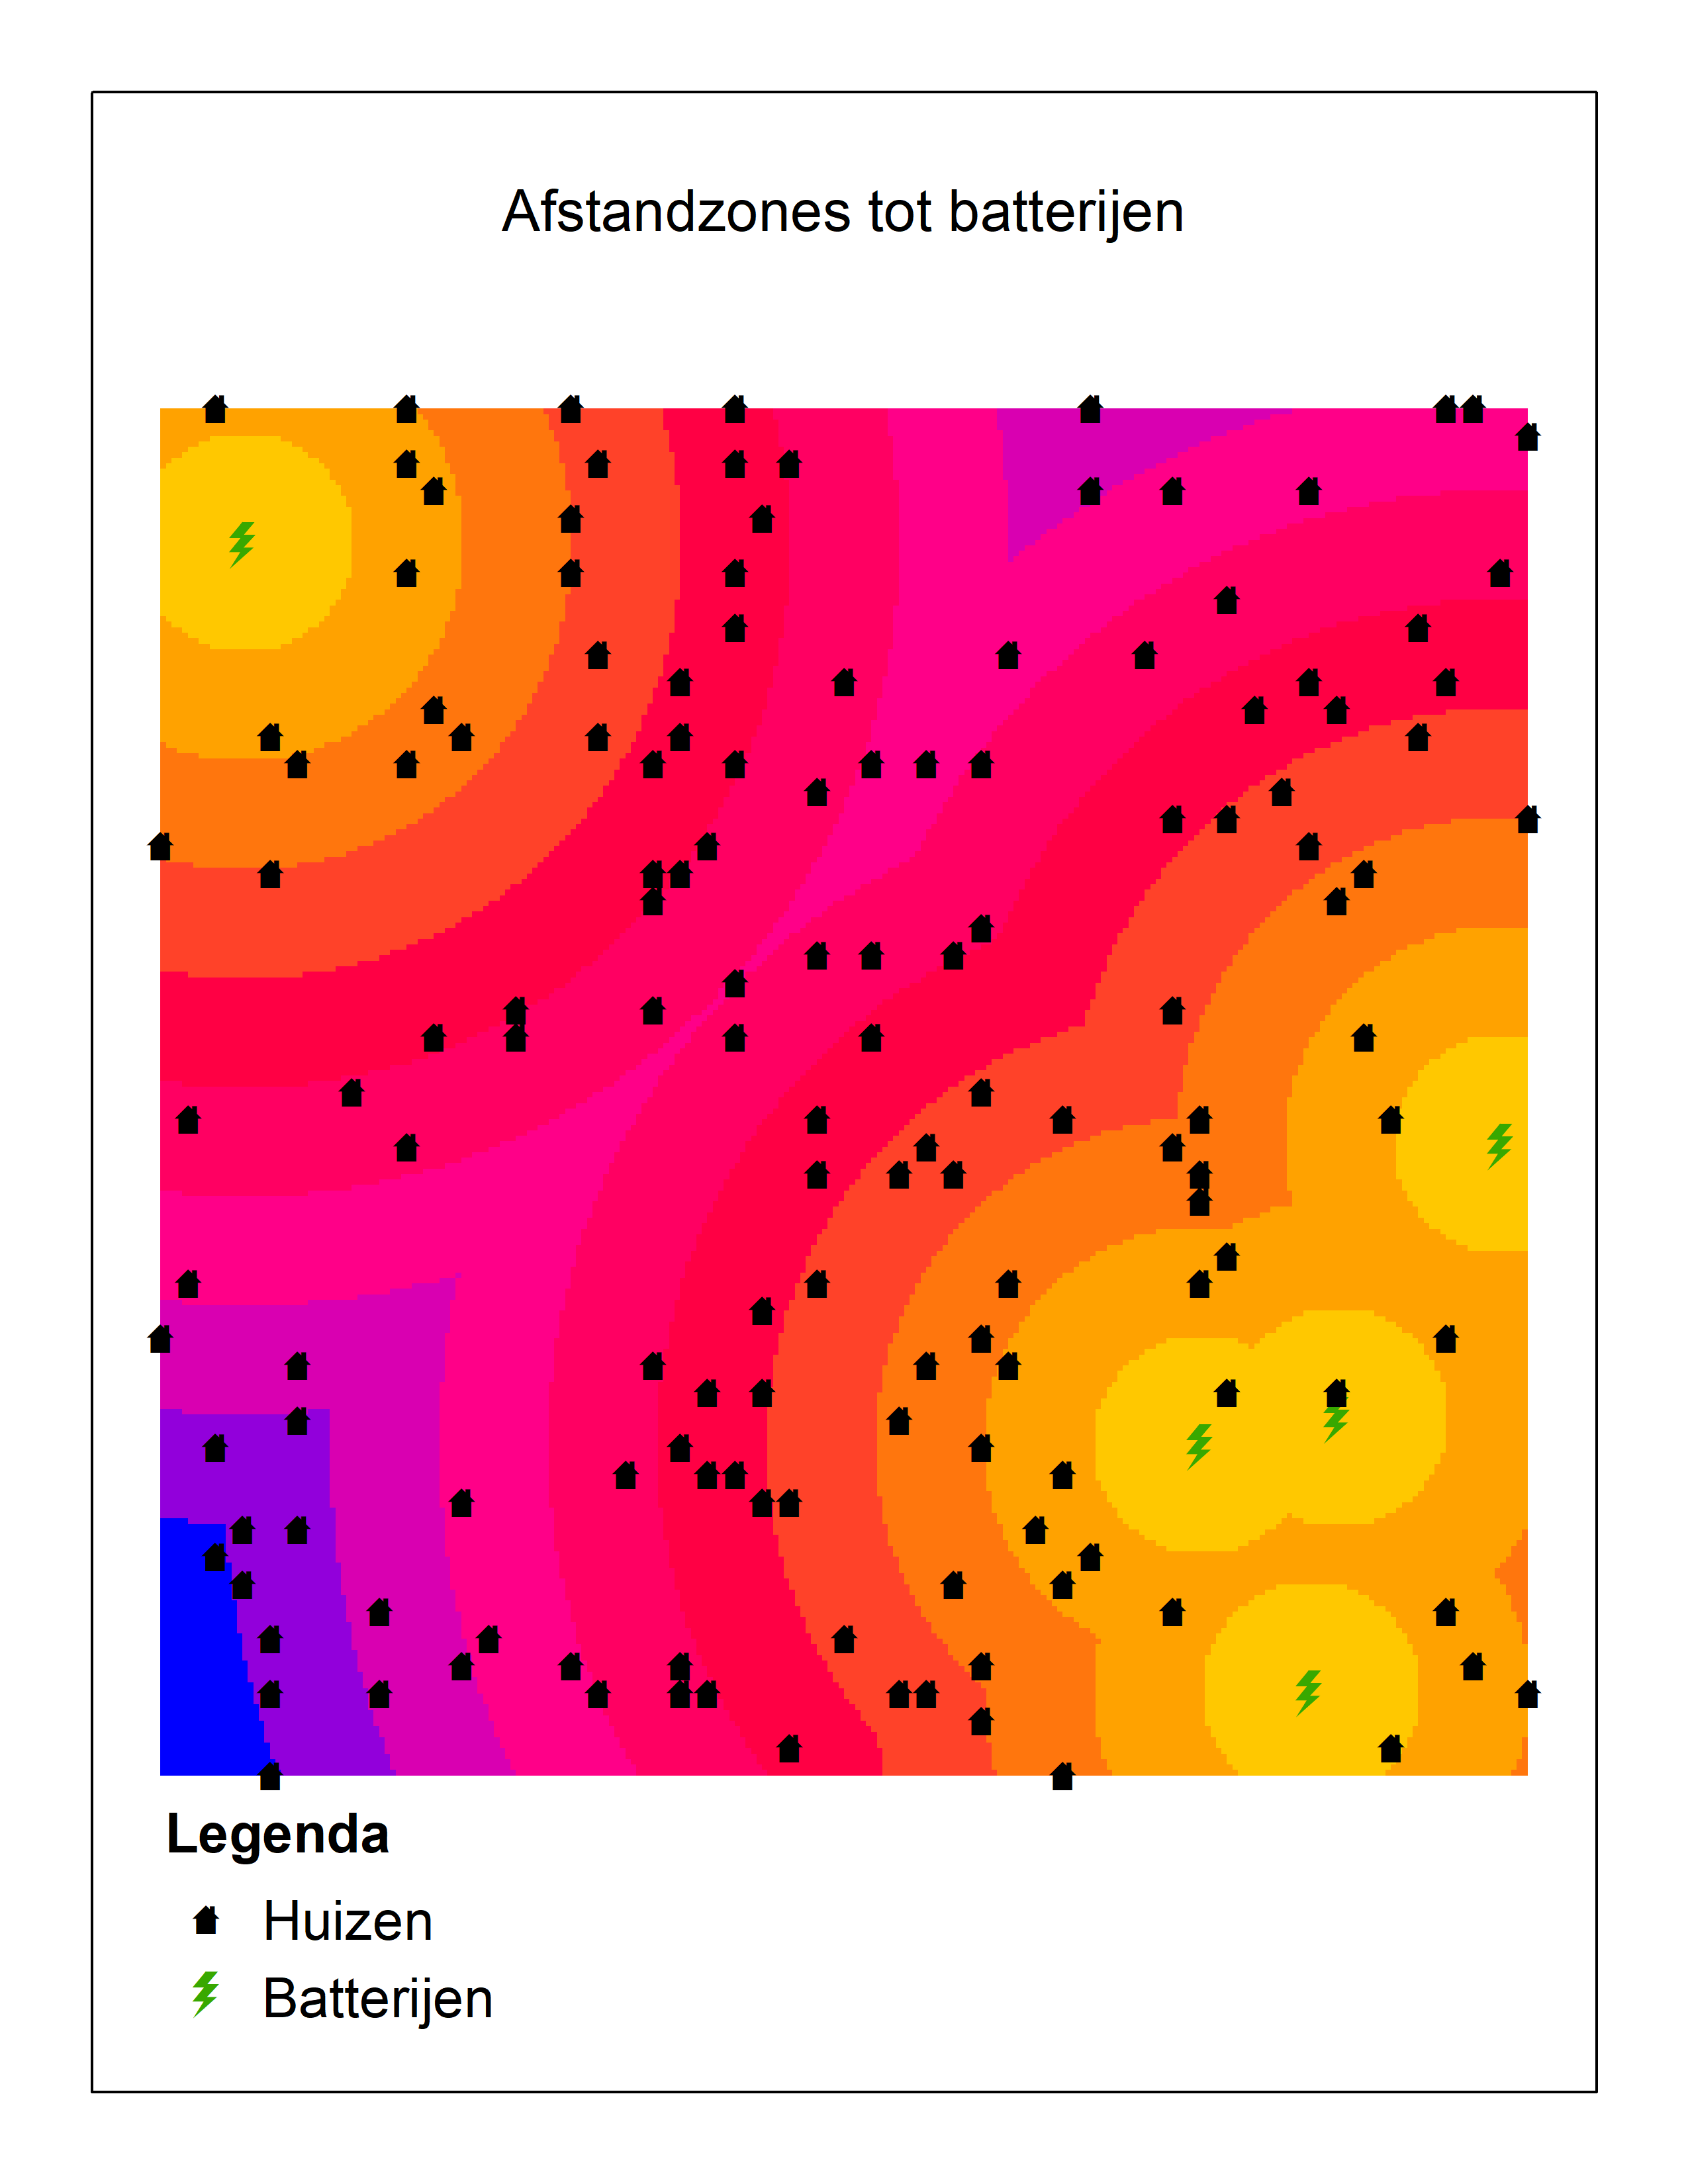 Afstandzones tot batterijen
Legenda
Huizen
Batterijen